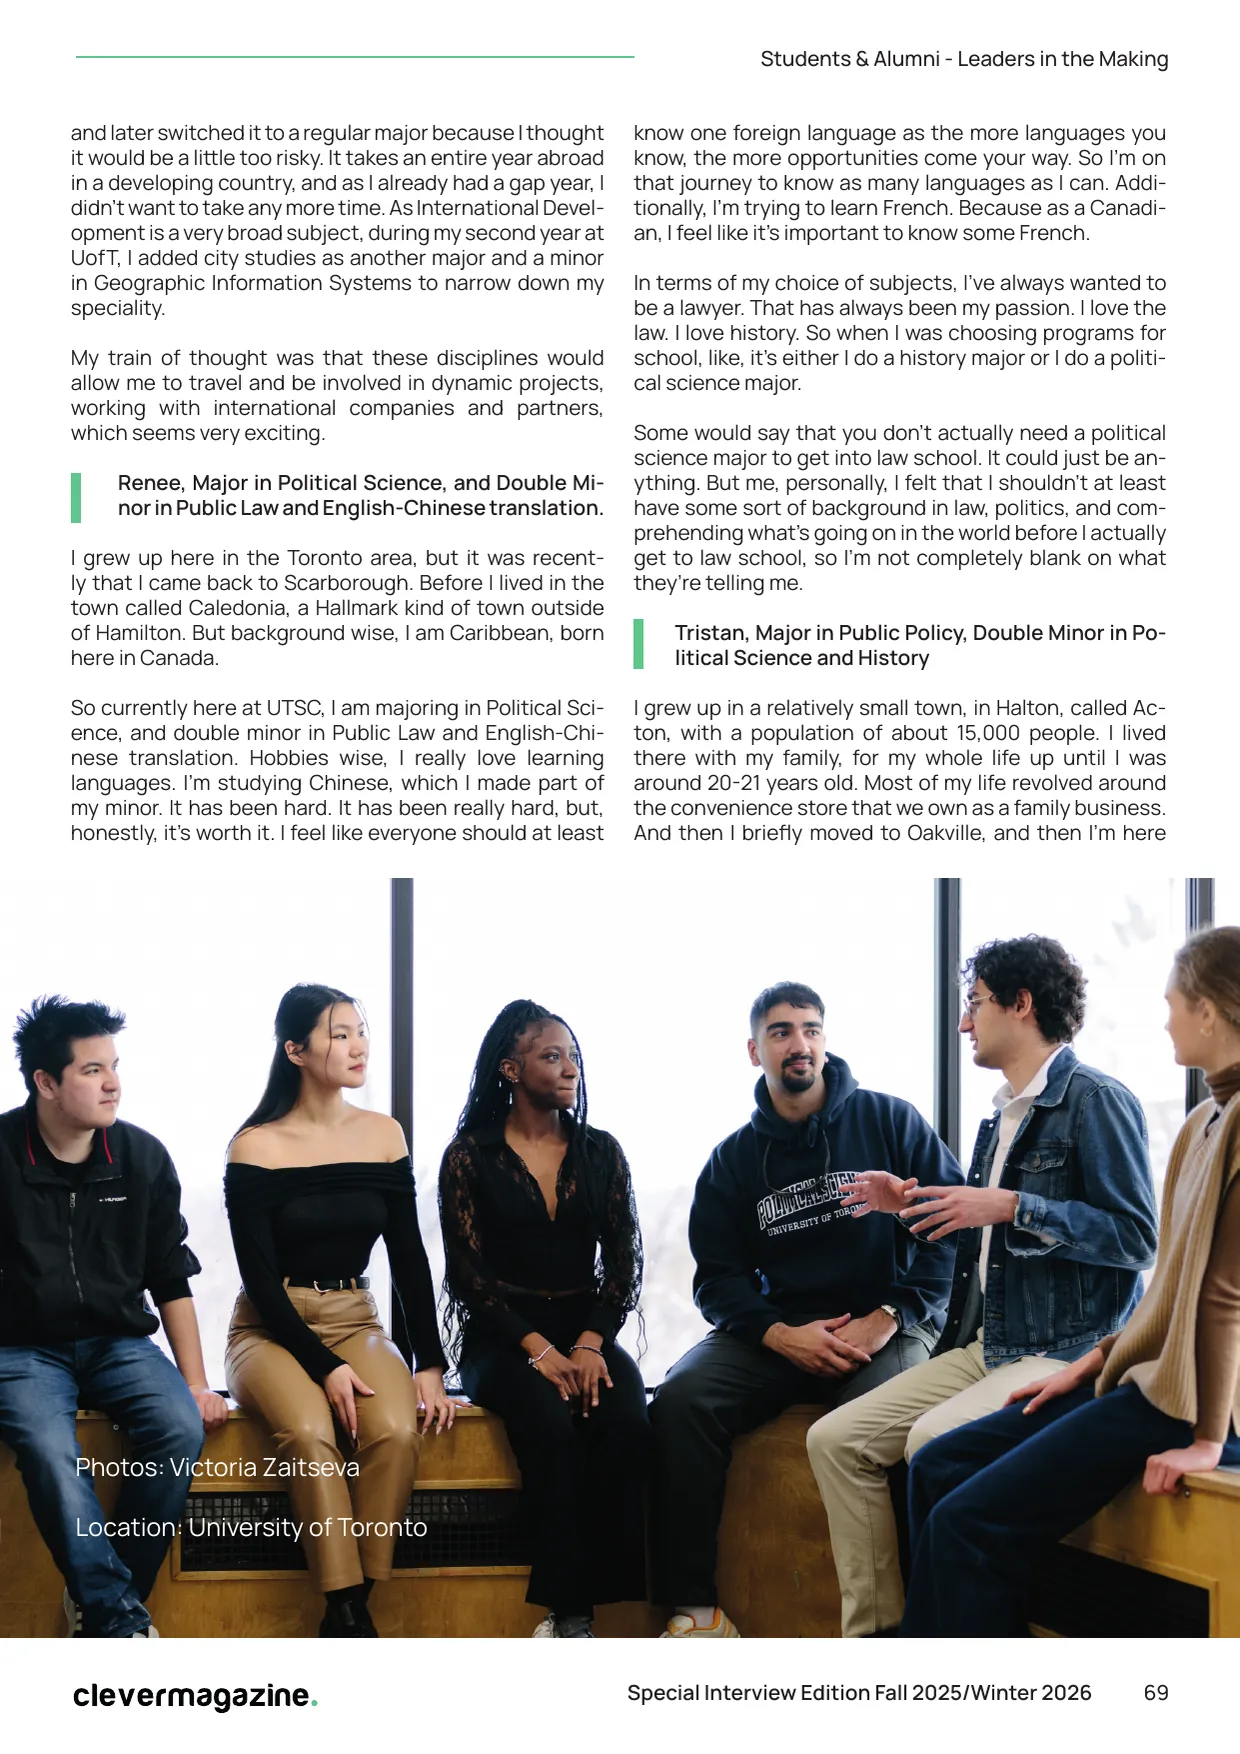 Students & Alumni - Leaders in the Making
and later switched it to a regular major because I thought
it would be a little too risky. It takes an entire year abroad
in a developing country, and as I already had a gap year, I
didn't want to take any more time. As International Devel-
opment is a very broad subject, during my second year at
UofT, I added city studies as another major and a minor
in Geographic Information Systems to narrow down my
speciality.
My train of thought was that these disciplines would
allow me to travel and be involved in dynamic projects,
working with international companies and partners,
which seems very exciting.
Renee, Major in Political Science, and Double Mi-
nor in Public Law and English-Chinese translation.
I grew up here in the Toronto area, but it was recent-
ly that I came back to Scarborough. Before I lived in the
town called Caledonia, a Hallmark kind of town outside
of Hamilton. But background wise, I am Caribbean, born
here in Canada.
So currently here at UTSC, I am majoring in Political Sci-
ence, and double minor in Public Law and English-Chi-
nese translation. Hobbies wise, I really love learning
languages. I'm studying Chinese, which I made part of
my minor. It has been hard. It has been really hard, but,
honestly, it's worth it. I feel like everyone should at least
know one foreign language as the more languages you
know, the more opportunities come your way. So I'm on
that journey to know as many languages as I can. Addi-
tionally, I'm trying to learn French. Because as a Canadi-
an, I feel like it's important to know some French.
In terms of my choice of subjects, I've always wanted to
be a lawyer. That has always been my passion. I love the
law. I love history. So when I was choosing programs for
school, like, it's either I do a history major or I do a politi-
cal science major.
Some would say that you don't actually need a political
science major to get into law school. It could just be an-
ything. But me, personally, I felt that I shouldn't at least
have some sort of background in law, politics, and com-
prehending what's going on in the world before I actually
get to law school, so I'm not completely blank on what
they're telling me.
Tristan, Major in Public Policy, Double Minor in Po-
litical Science and History
I grew up in a relatively small town, in Halton, called Ac-
ton, with a population of about 15,000 people. I lived
there with my family, for my whole life up until I was
around 20-21 years old. Most of my life revolved around
the convenience store that we own as a family business.
And then I briefly moved to Oakville, and then I'm here
POLITICAL SCIEN
UNIVERSITY OF TORON
Photos: Victoria Zaitseva
Location: University of Toronto
clevermagazine.
Special Interview Edition Fall 2025/Winter 2026
69